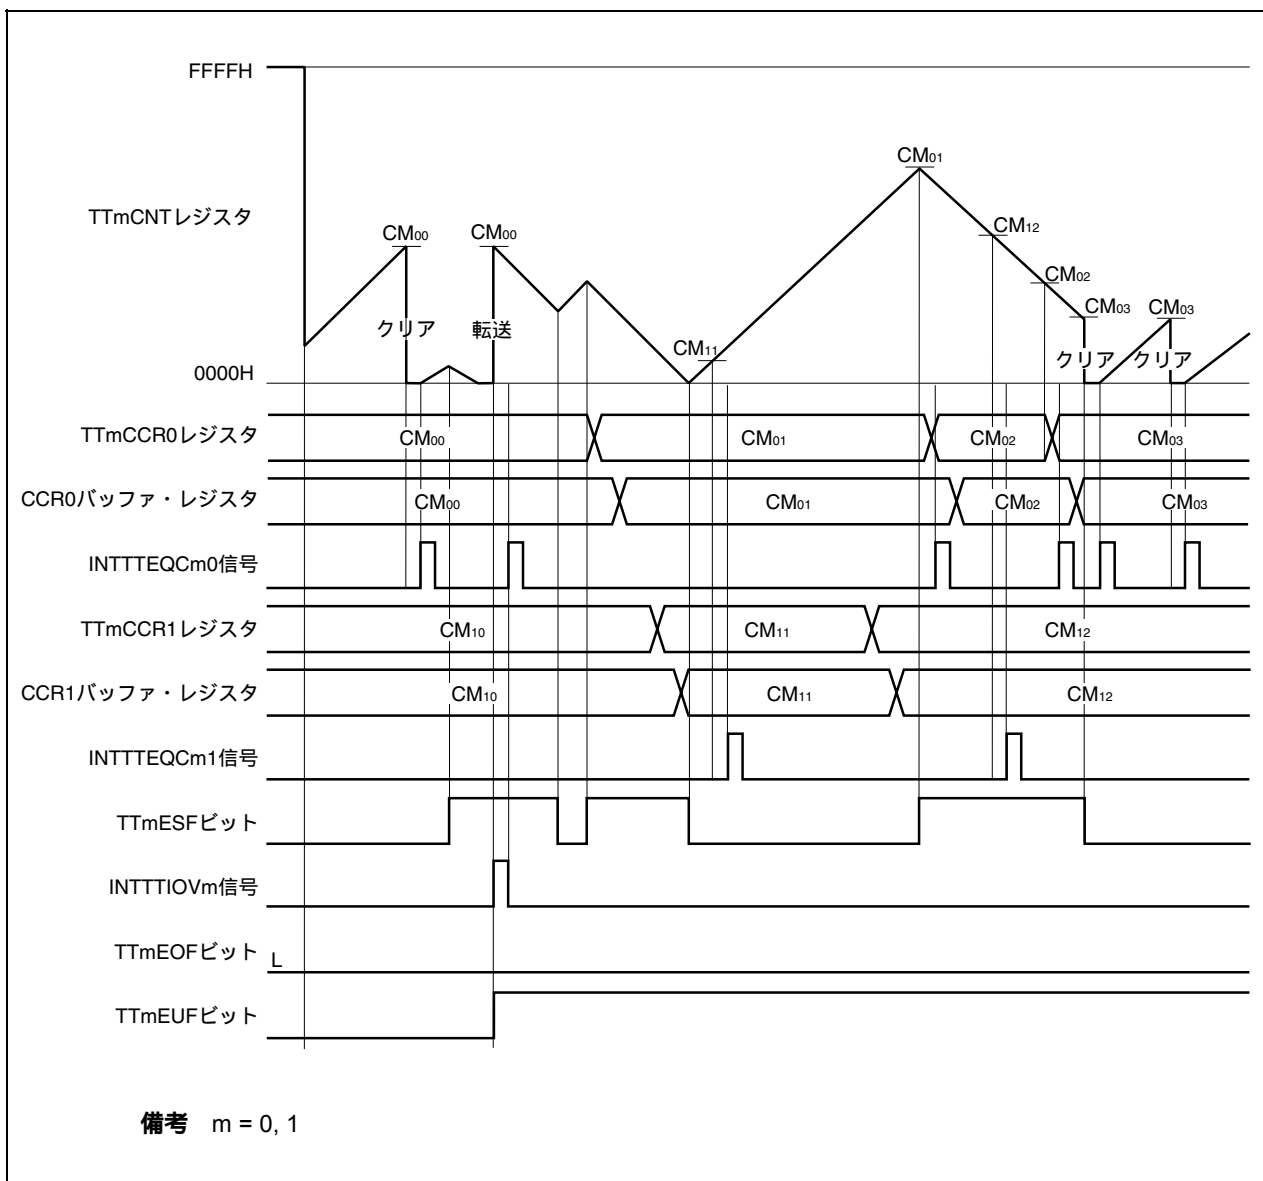 FFFFH
CM01
TTmCNTレジスタ
CM00
CM00
CM12
CM02
CM03
CM03
クリア
転送
CM11
クリア
クリア
0000H
TTmCCR0レジスタ
CM00
CM01
CM02
CM03
CCR0バッファ・レジスタ
CM00
CM01
CM02
CM03
INTTTEQCm0信号
TTmCCR1レジスタ
CM10
CM11
CM12
CCR1バッファ・レジスタ
CM10
CM11
CM12
INTTTEQCm1信号
TTmESFビット
INTTTIOVm信号
TTmEOFビット
L
TTmEUFビット
備考 m = 0, 1